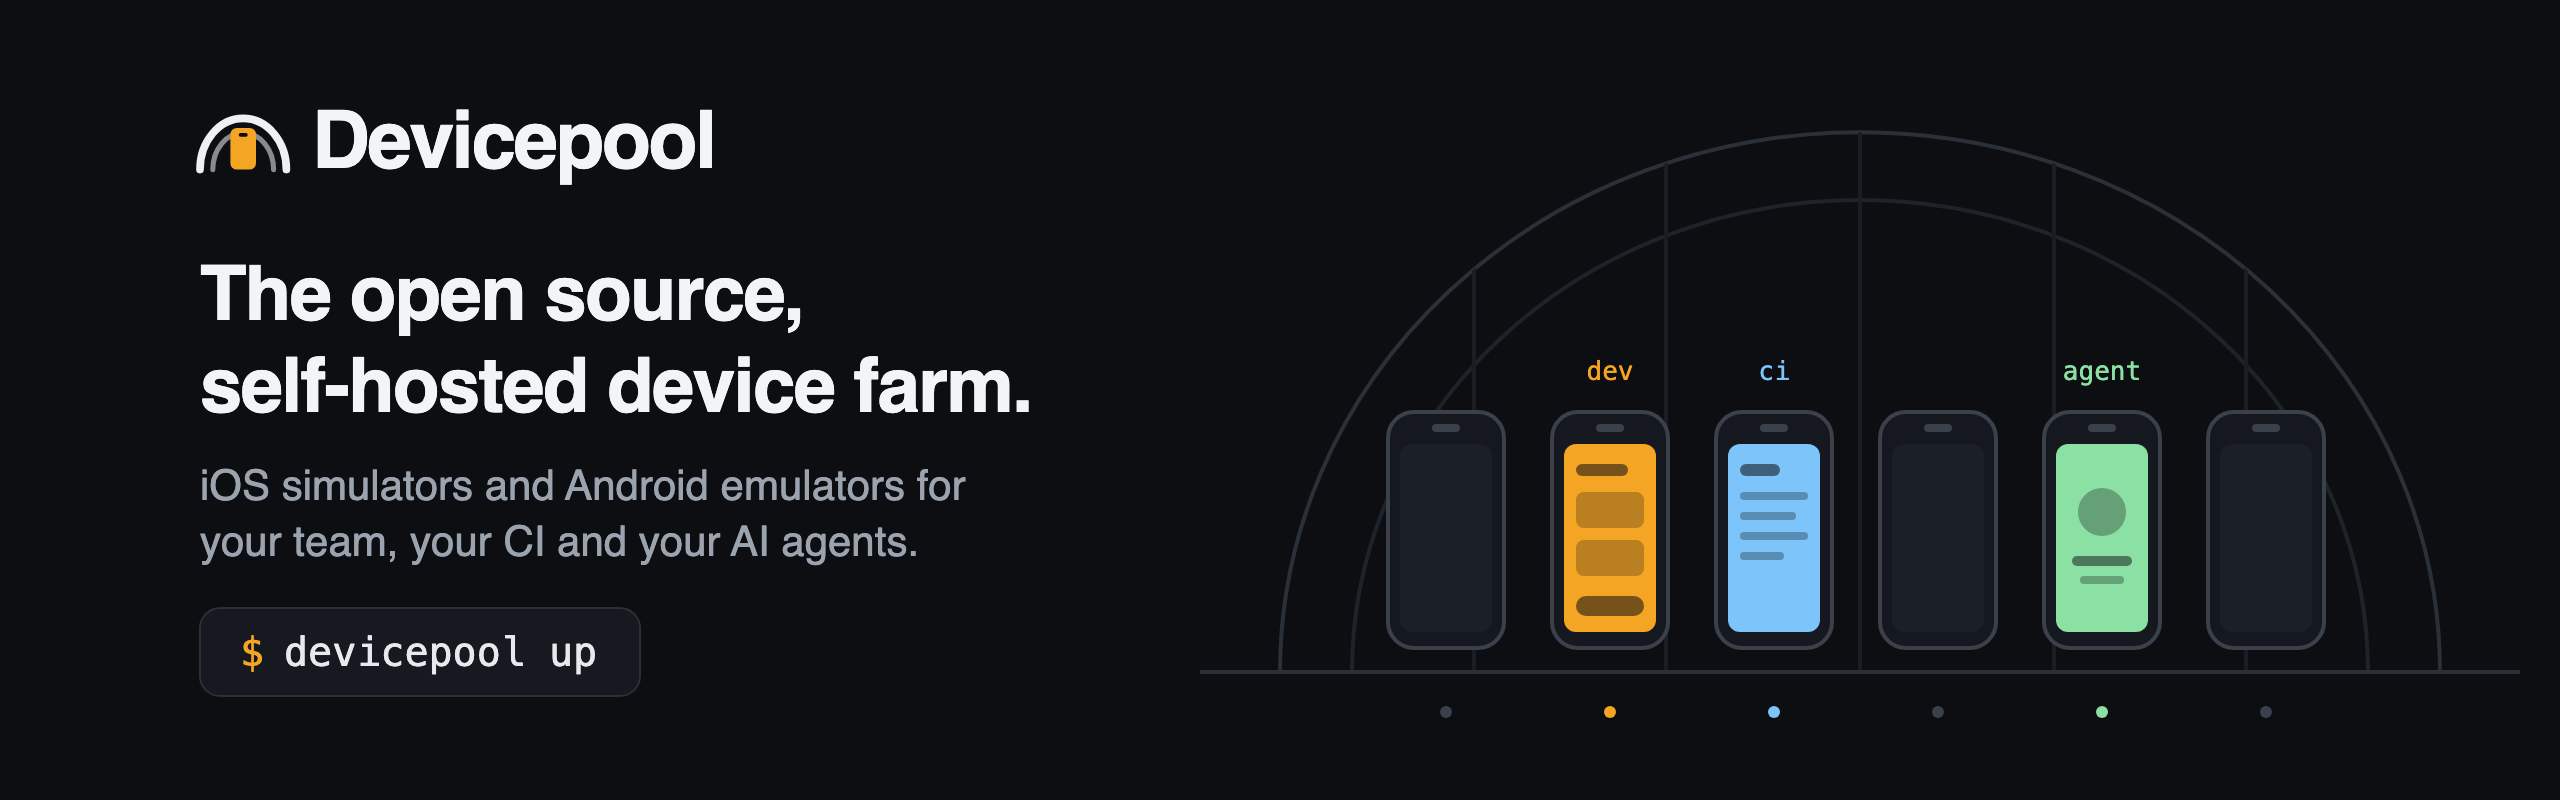 Devicepool
The open source,
self-hosted device farm.
iOS simulators and Android emulators for
your team, your CI and your AI agents.
$ devicepool up
dev
ci
agent